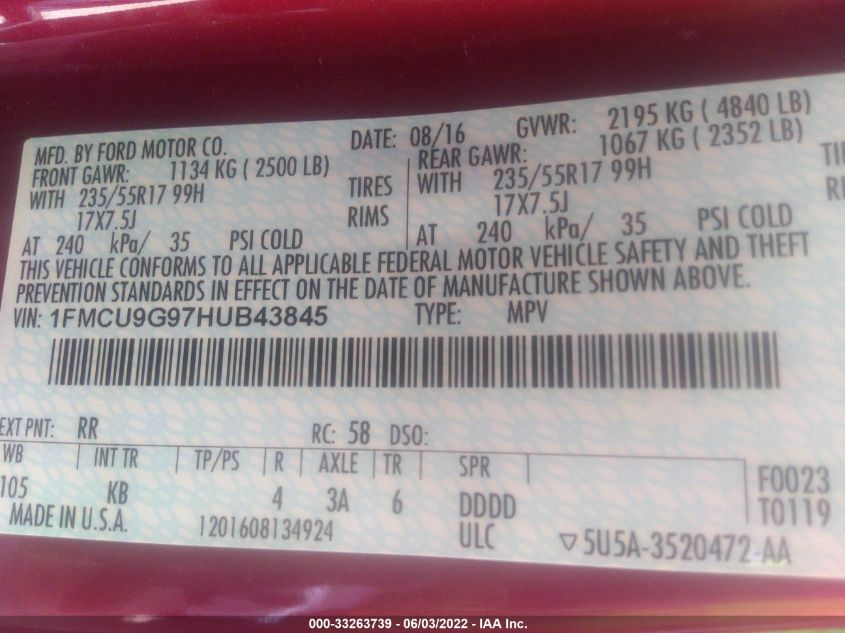 MFD. BY FORD MOTOR CO. DATE: 08/16 GVWR: 2195 KG ( 4840 LB)
FRONT GAWR: 1134 KG ( 2500 LB) REAR GAWR: 1067 KG ( 2352 LB)
WITH 235/55R17 99H TIRES WITH 235/55R17 99H
17X7.5J RIMS 17X7.5J
AT 240 kPa/ 35 PSI COLD AT 240 kPa/ 35 PSI COLD
THIS VEHICLE CONFORMS TO ALL APPLICABLE FEDERAL MOTOR VEHICLE SAFETY AND THEFT
PREVENTION STANDARDS IN EFFECT ON THE DATE OF MANUFACTURE SHOWN ABOVE.
VIN: 1FMCU9G97HUB43845 TYPE: MPV
EXT PNT: RR RC: 58 DSO:
WB INT TR TP/PS R AXLE TR SPR
105 KB 4 3A 6 DDDD F0023
MADE IN U.S.A. 1201608134924 ULC T0119
▽5U5A-3520472-AA
000-33263739 - 06/03/2022 - IAA Inc.